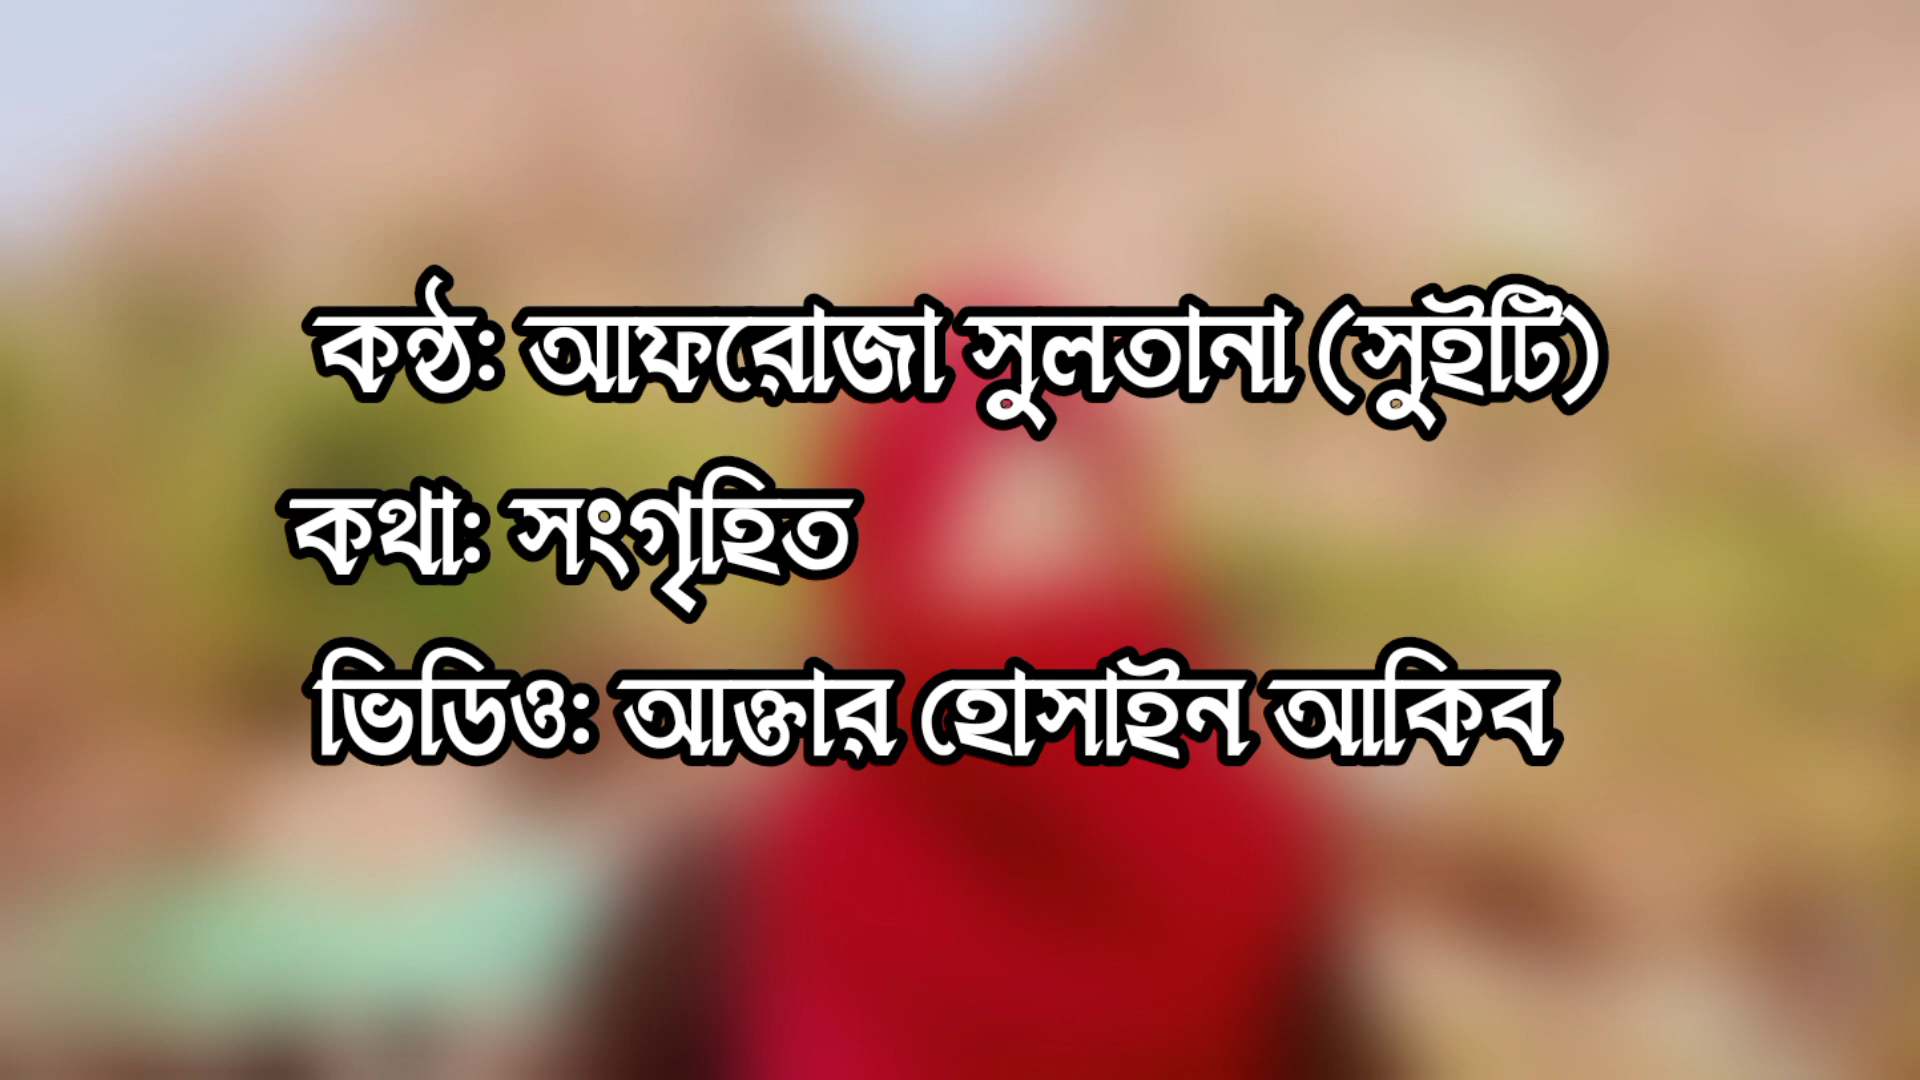 কন্ঠ: আফরোজা সুলতানা (সুইটি)
কথা: সংগৃহিত
ভিডিও: আক্তার হোসাইন আকিব